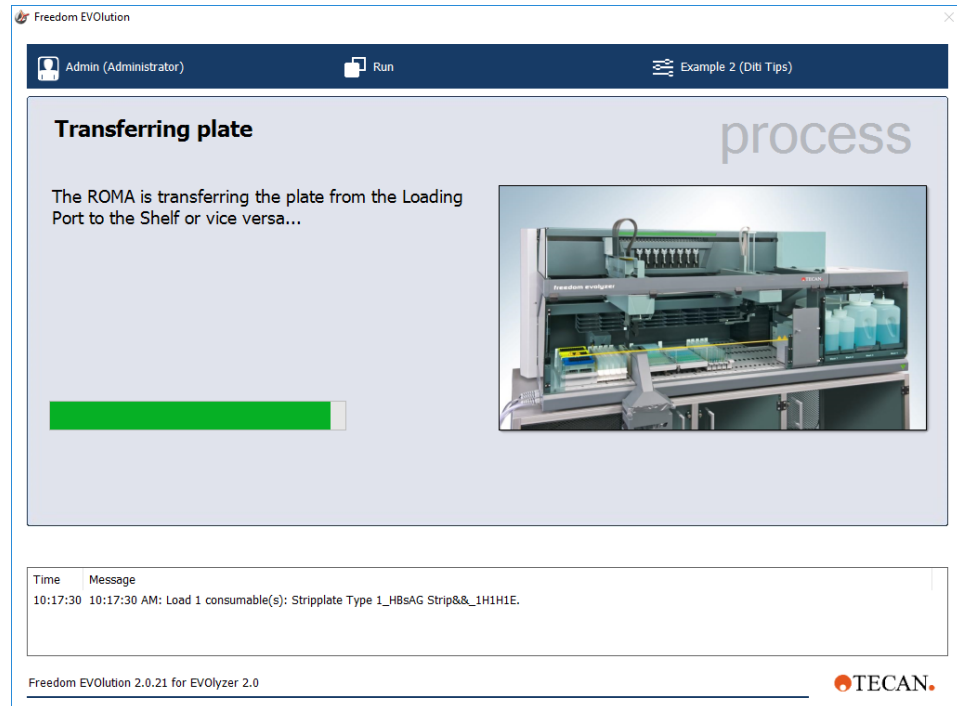 Freedom EVOlution
Admin (Administrator)
Run
Example 2 (Diti Tips)
Transferring plate
process
The ROMA is transferring the plate from the Loading
Port to the Shelf or vice versa...
freedom evolyzer
TECAN
Time Message
10:17:30 10:17:30 AM: Load 1 consumable(s): Stripplate Type 1_HBsAG Strip&&_1H1H1E.
Freedom EVOlution 2.0.21 for EVOlyzer 2.0
TECAN.